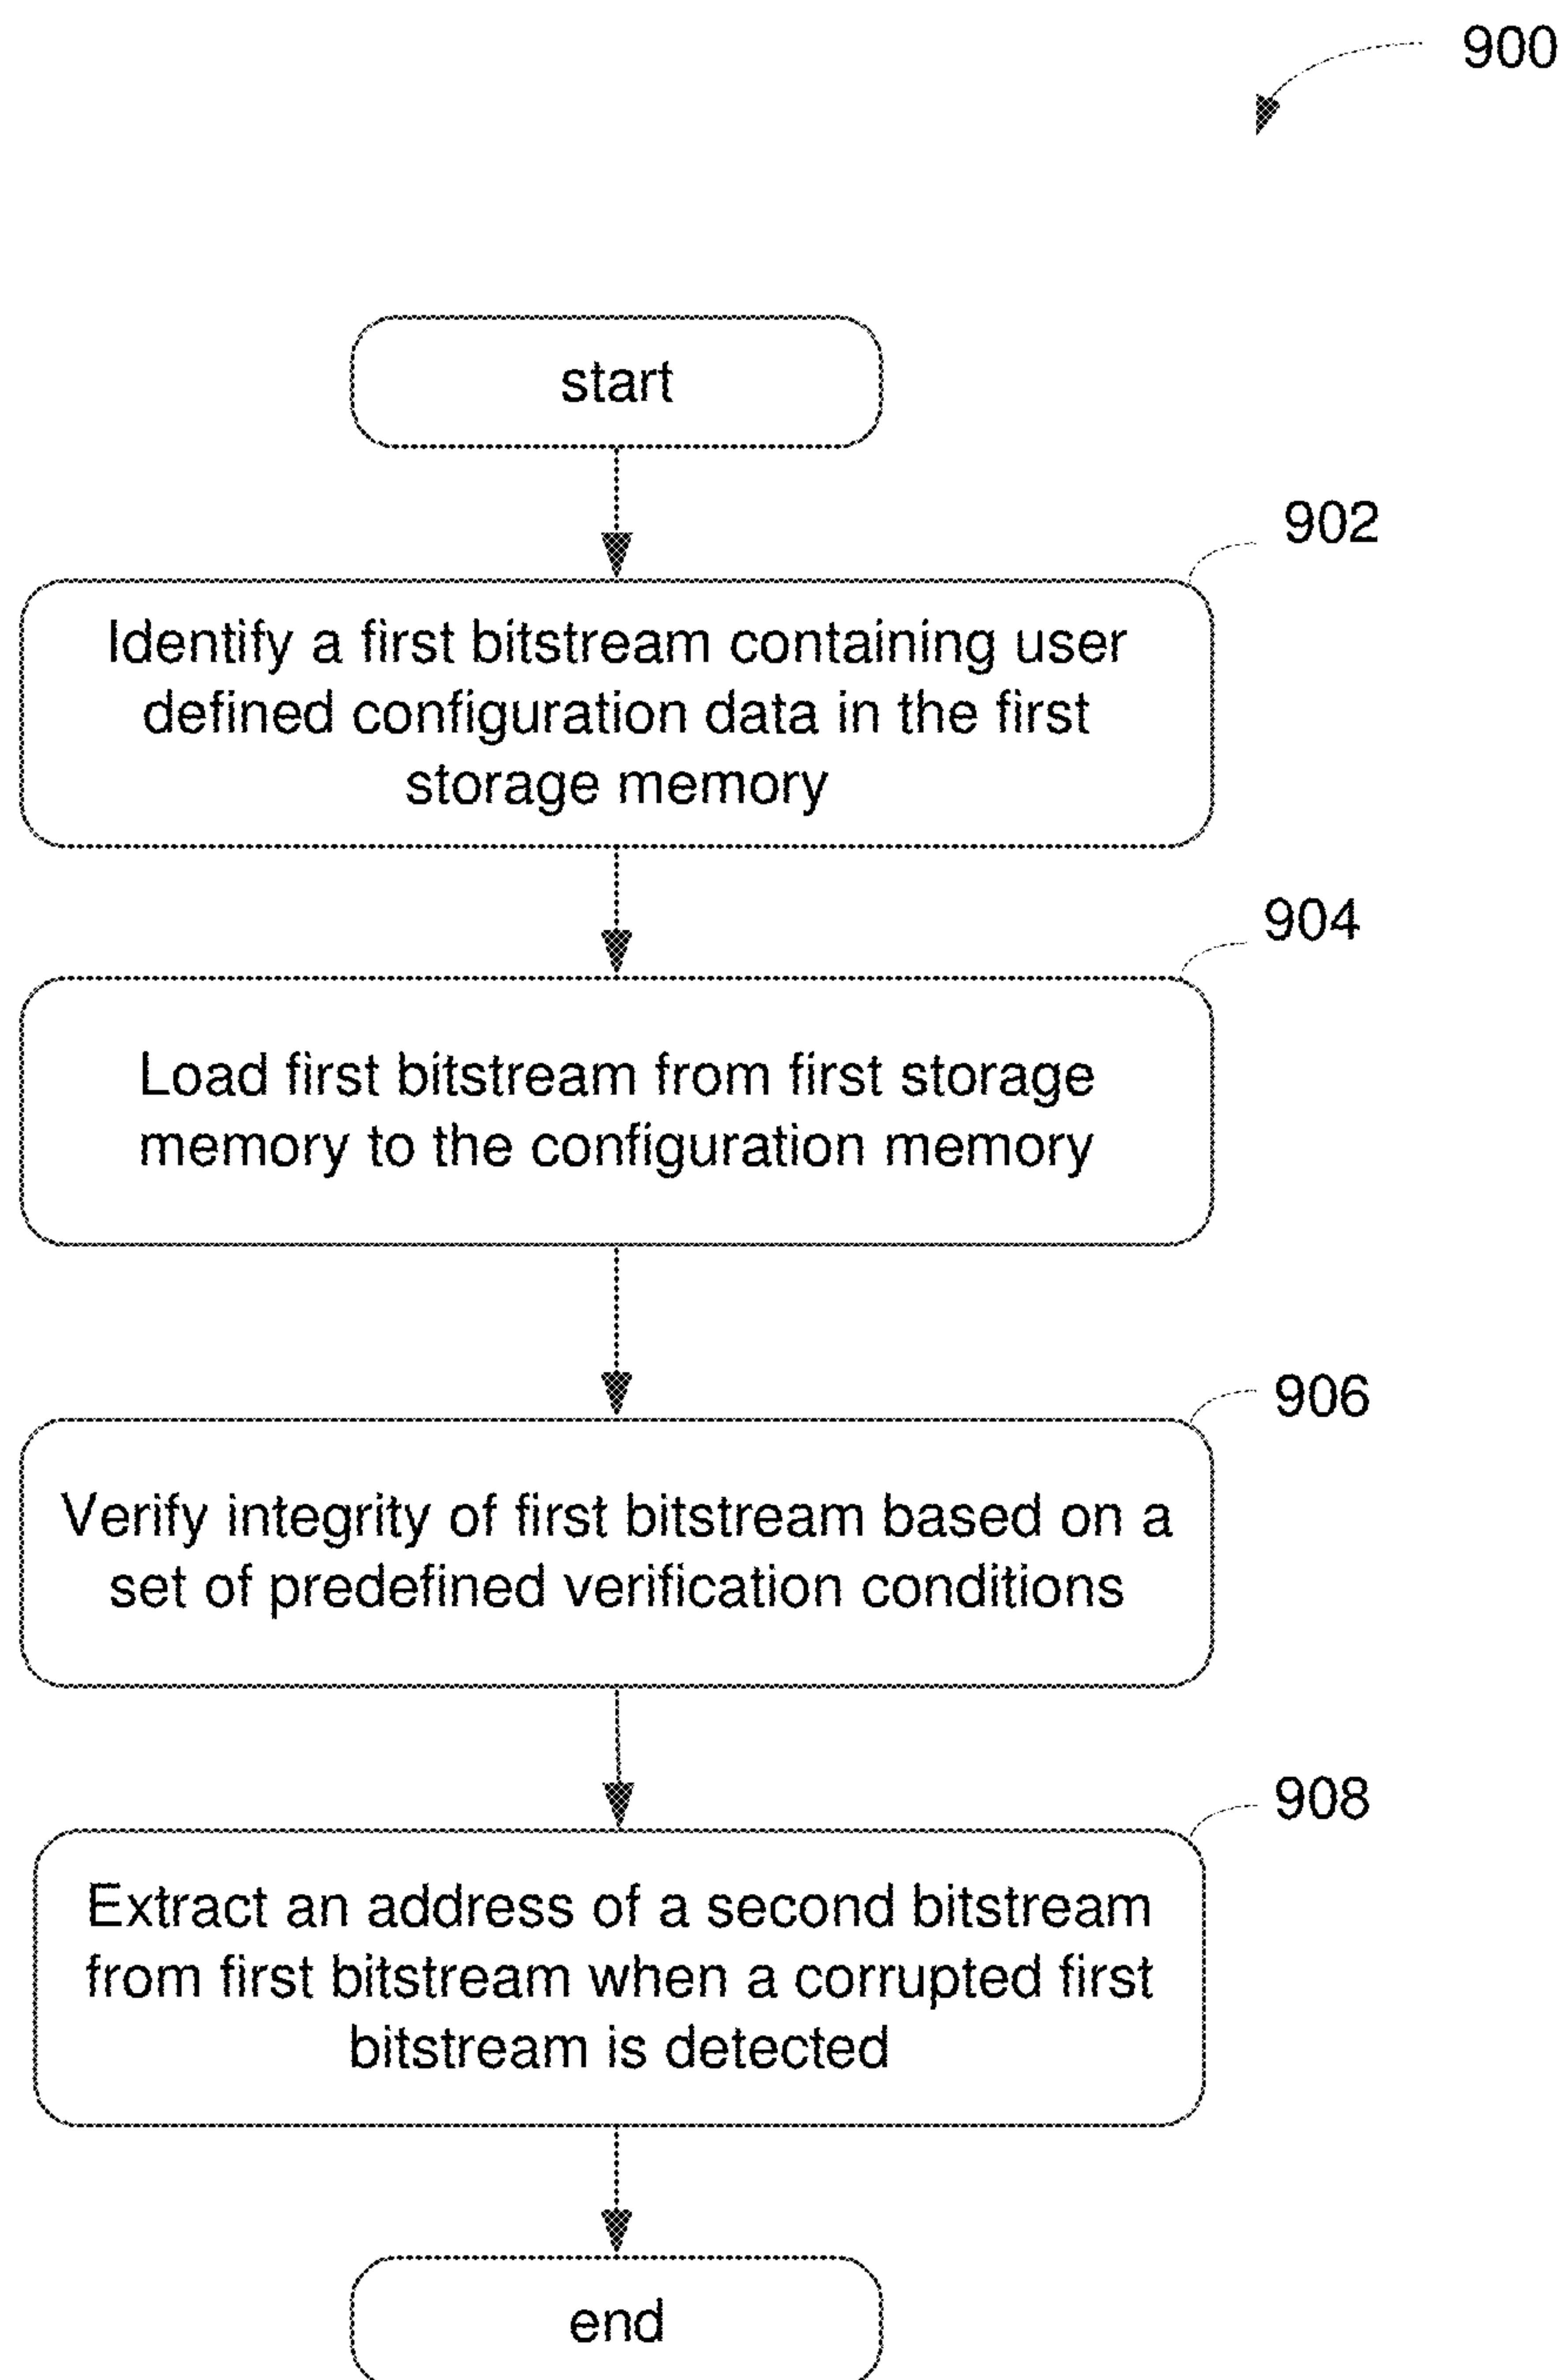 900
start
902
Identify a first bitstream containing user
defined configuration data in the first
storage memory
904
Load first bitstream from first storage
memory to the configuration memory
906
Verify integrity of first bitstream based on a
set of predefined verification conditions
908
Extract an address of a second bitstream
from first bitstream when a corrupted first
bitstream is detected
end